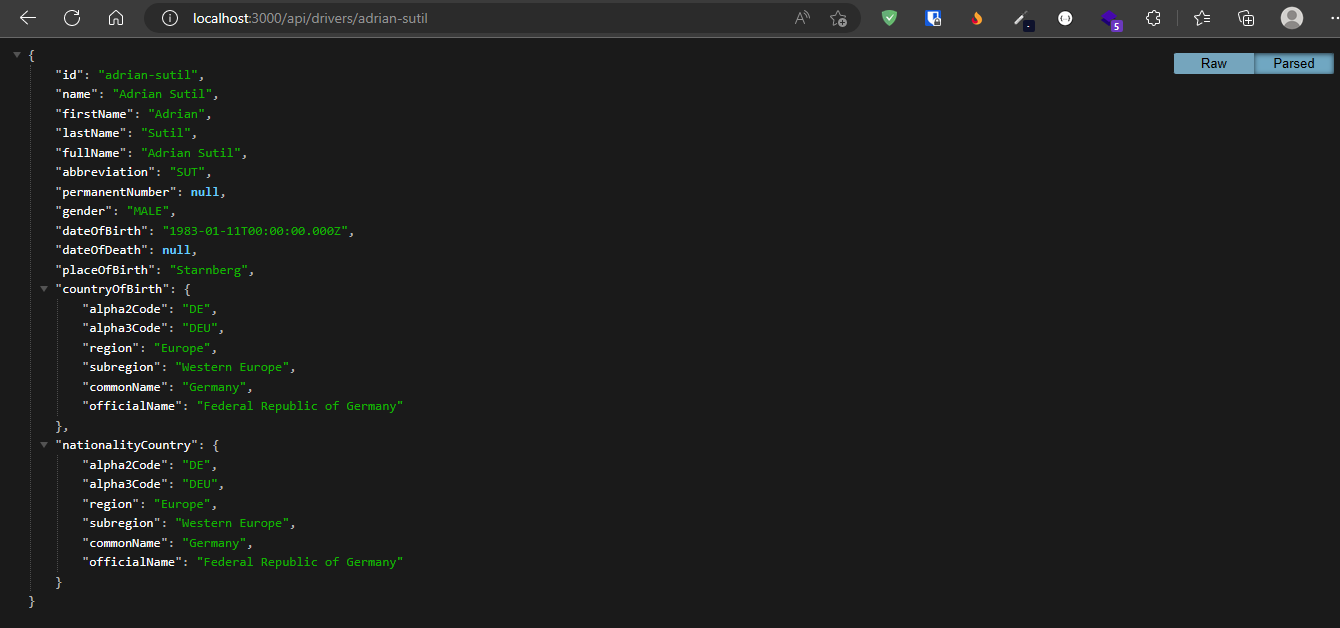 localhost:3000/api/drivers/adrian-sutil
5
Raw
Parsed
{
"id": "adrian-sutil",
"name": "Adrian Sutil",
"firstName": "Adrian",
"lastName": "Sutil",
"fullName": "Adrian Sutil",
"abbreviation": "SUT",
"permanentNumber": null,
"gender": "MALE",
"dateOfBirth": "1983-01-11T00:00:00.000Z",
"dateOfDeath": null,
"placeOfBirth": "Starnberg",
"countryOfBirth": {
"alpha2Code": "DE",
"alpha3Code": "DEU",
"region": "Europe",
"subregion": "Western Europe",
"commonName": "Germany",
"officialName": "Federal Republic of Germany"
},
"nationalityCountry": {
"alpha2Code": "DE",
"alpha3Code": "DEU",
"region": "Europe",
"subregion": "Western Europe",
"commonName": "Germany",
"officialName": "Federal Republic of Germany"
}
}